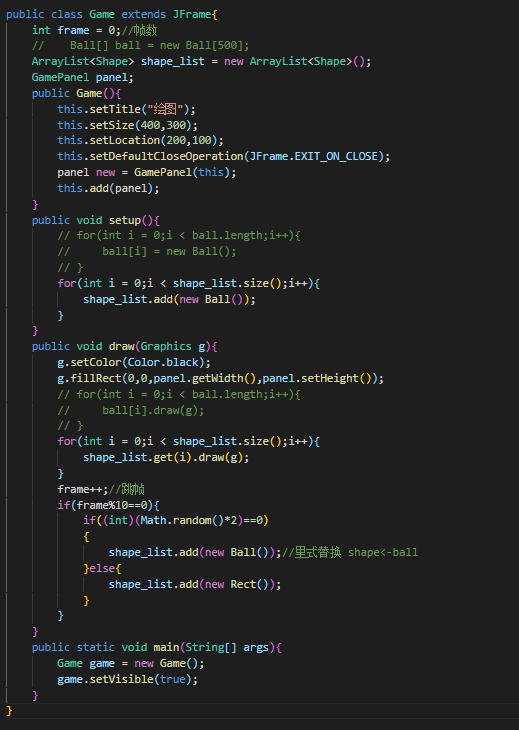 public class Game extends JFrame{
    int frame = 0;//帧数
    //    Ball[] ball = new Ball[500];
    ArrayList<Shape> shape_list = new ArrayList<Shape>();
    GamePanel panel;
    public Game(){
        this.setTitle("绘图");
        this.setSize(400,300);
        this.setLocation(200,100);
        this.setDefaultCloseOperation(JFrame.EXIT_ON_CLOSE);
        panel new = GamePanel(this);
        this.add(panel);
    }
    public void setup(){
        // for(int i = 0;i < ball.length;i++){
        //     ball[i] = new Ball();
        // }
        for(int i = 0;i < shape_list.size();i++){
            shape_list.add(new Ball());
        }
    }
    public void draw(Graphics g){
        g.setColor(Color.black);
        g.fillRect(0,0,panel.getWidth(),panel.setHeight());
        // for(int i = 0;i < ball.length;i++){
        //     ball[i].draw(g);
        // }
        for(int i = 0;i < shape_list.size();i++){
            shape_list.get(i).draw(g);
        }
        frame++;//跳帧
        if(frame%10==0){
            if((int)(Math.random()*2)==0)
            {
                shape_list.add(new Ball());//里式替换 shape<-ball
            }else{
                shape_list.add(new Rect());
            }
        }
    }
    public static void main(String[] args){
        Game game = new Game();
        game.setVisible(true);
    }
}